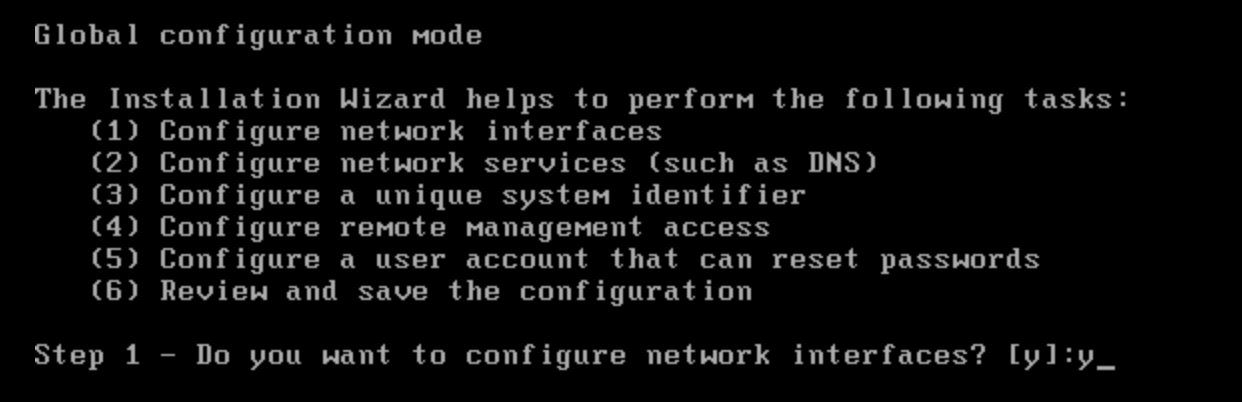 Global configuration mode
The Installation Wizard helps to perform the following tasks:
(1) Configure network interfaces
(2) Configure network services (such as DNS)
(3) Configure a unique system identifier
(4) Configure remote management access
(5) Configure a user account that can reset passwords
(6) Review and save the configuration
Step 1 - Do you want to configure network interfaces? [y]:y_